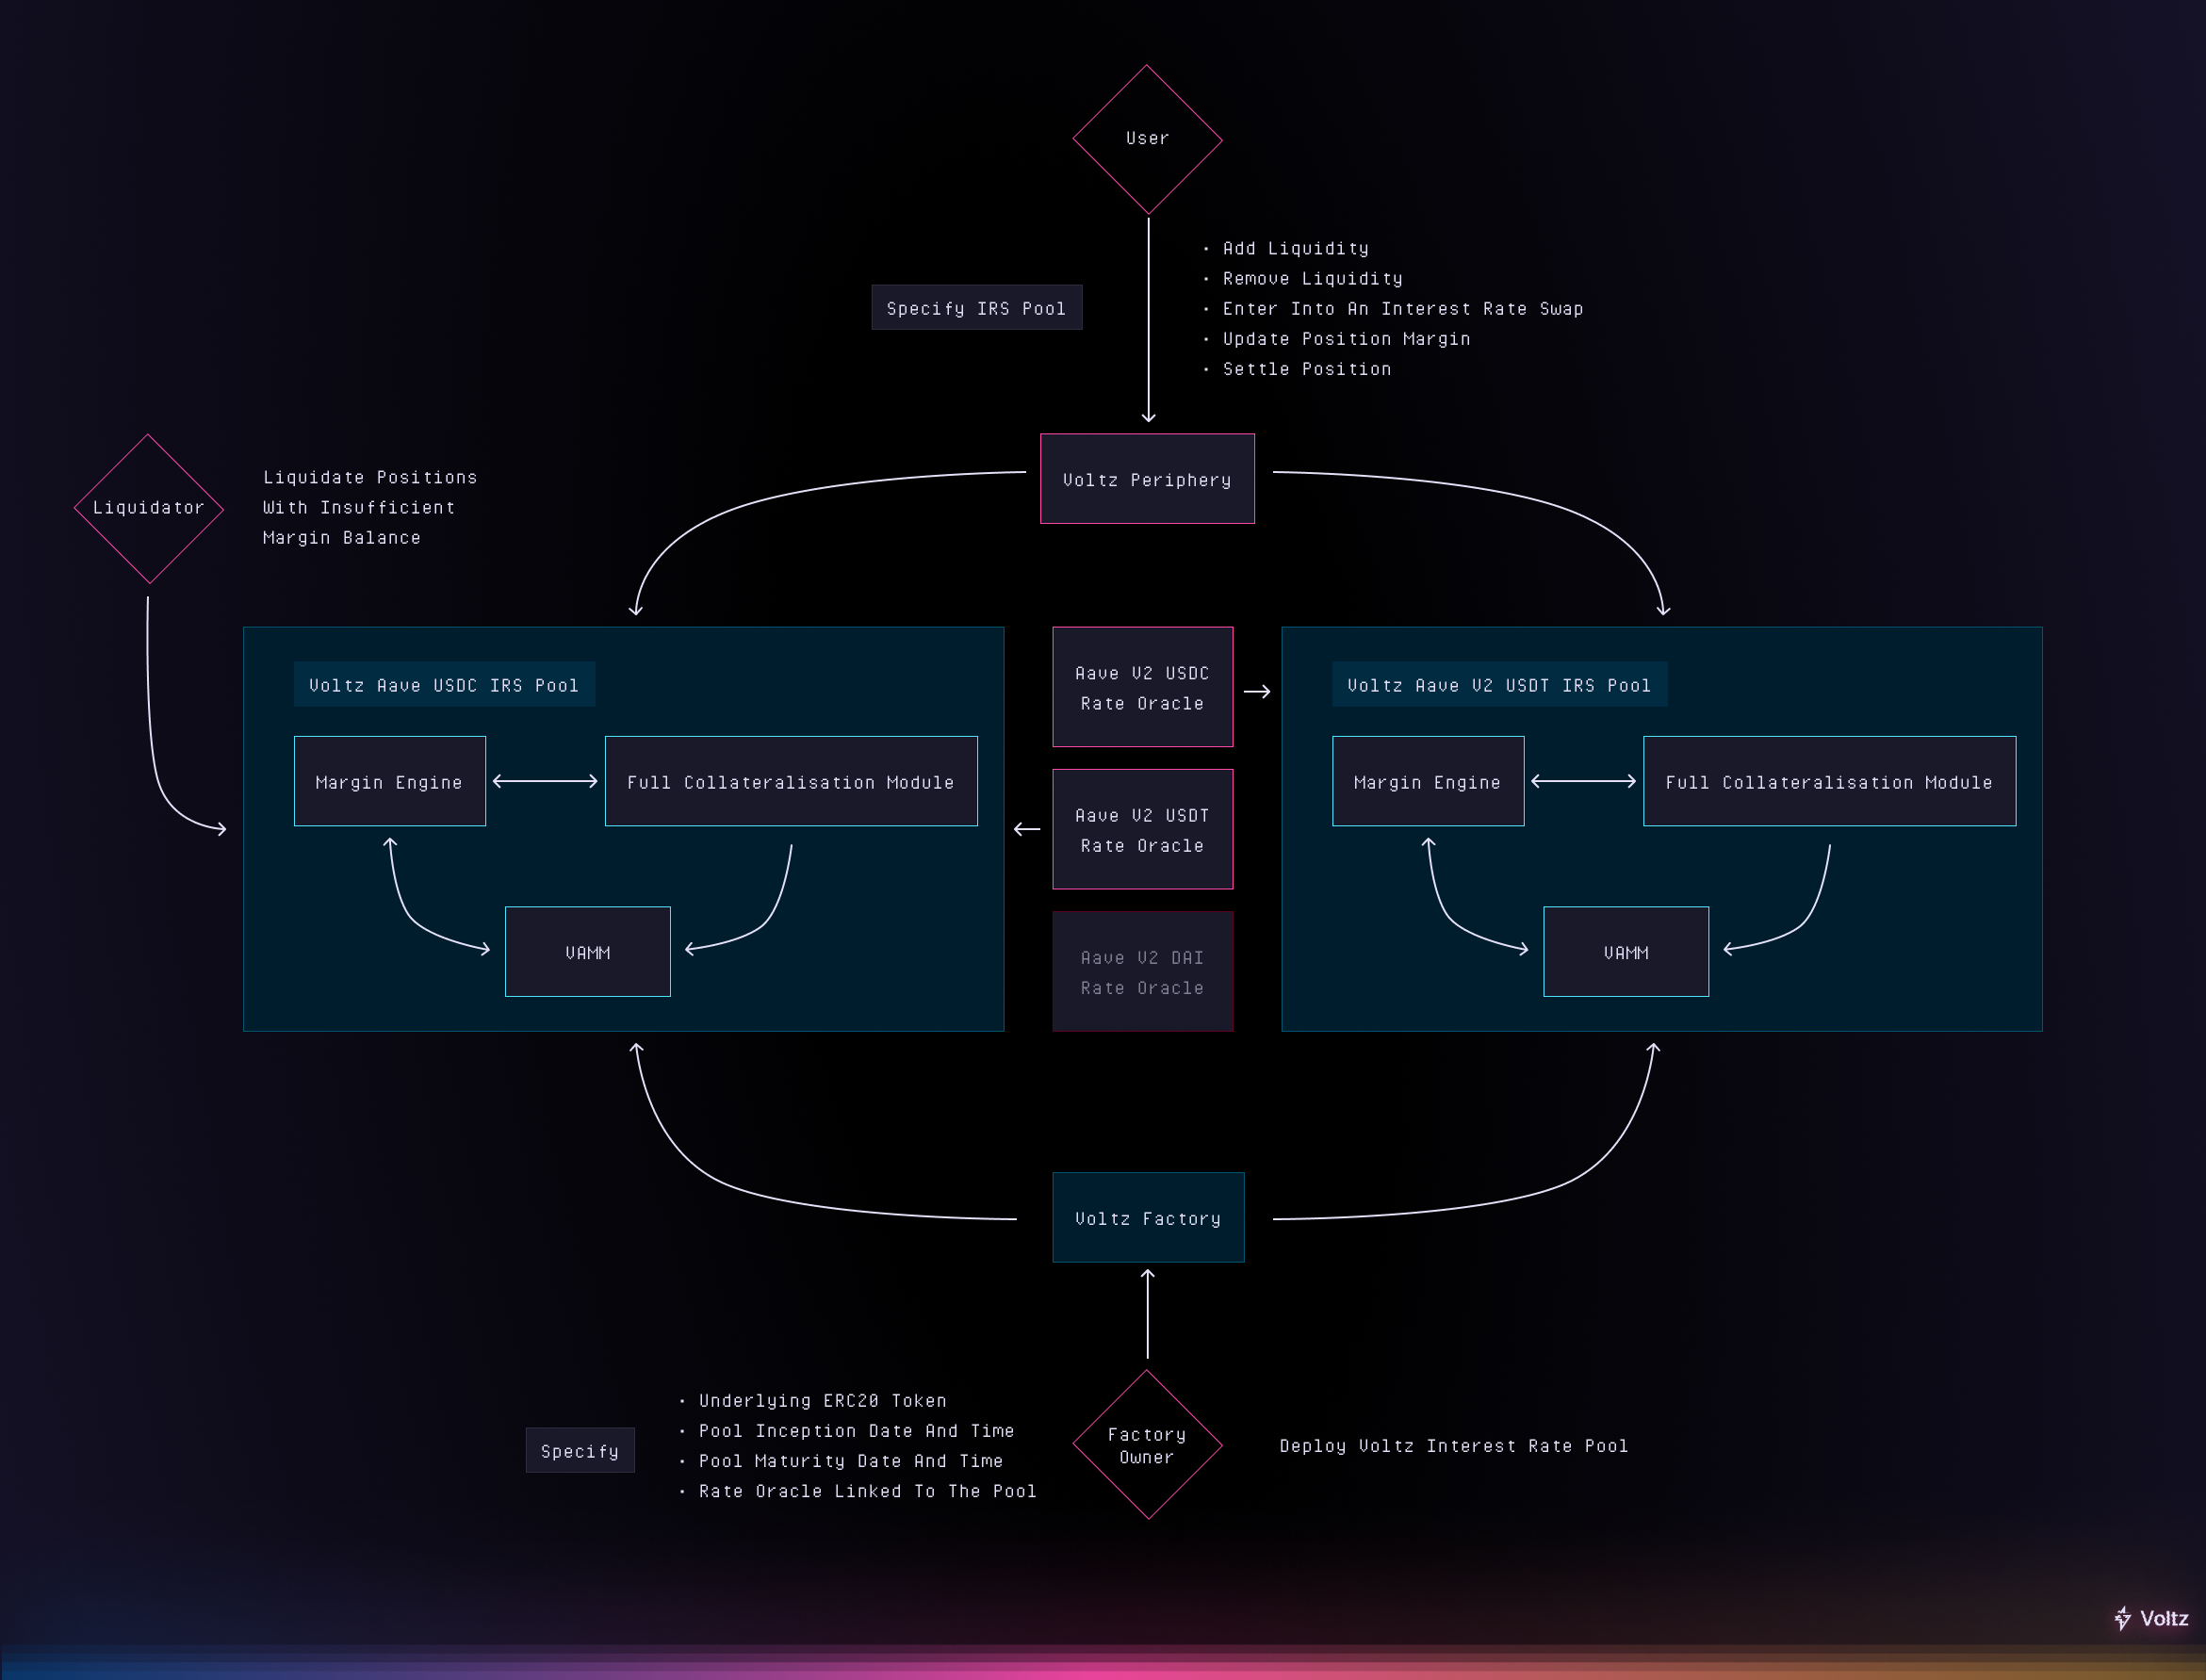 User
· Add Liquidity
· Remove Liquidity
Specify IRS Pool
· Enter Into An Interest Rate Swap
· Update Position Margin
· Settle Position
Voltz Periphery
Liquidator
Liquidate Positions
With Insufficient
Margin Balance
Voltz Aave USDC IRS Pool
Margin Engine
Full Collateralisation Module
VAMM
Aave V2 USDC
Rate Oracle
Aave V2 USDT
Rate Oracle
Aave V2 DAI
Rate Oracle
Voltz Aave V2 USDT IRS Pool
Margin Engine
Full Collateralisation Module
VAMM
Voltz Factory
Specify
· Underlying ERC20 Token
· Pool Inception Date And Time
· Pool Maturity Date And Time
· Rate Oracle Linked To The Pool
Factory
Owner
Deploy Voltz Interest Rate Pool
Voltz